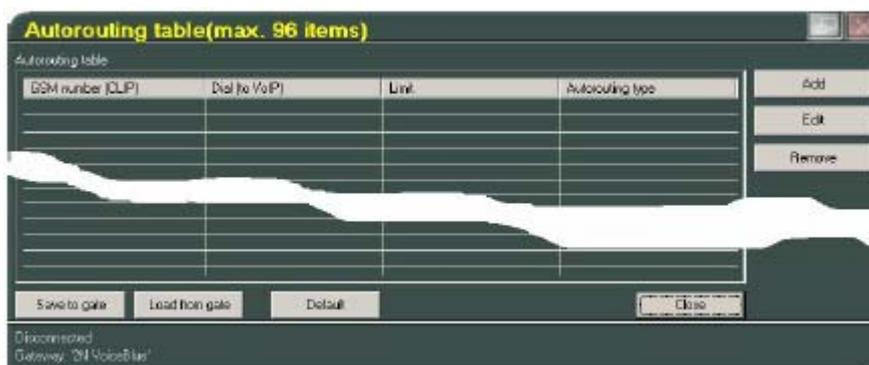 Autorouting table(max. 96 items)
Autorouting table
GSM number (CLIP) Dial (to VoIP) Limit Autorouting type
Add
Edit
Remove
Save to gate Load from gate Default Close
Disconnected
Gateway: '2N VoiceBlue'